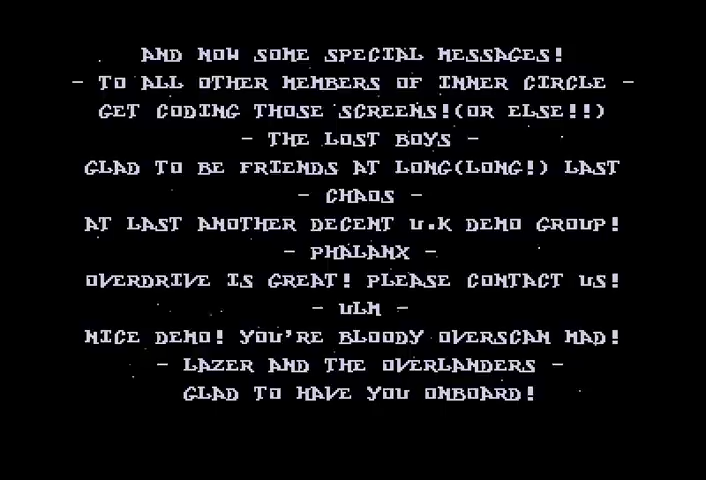 AND NOW SOME SPECIAL MESSAGES!
- TO ALL OTHER MEMBERS OF INNER CIRCLE -
GET CODING THOSE SCREENS!(OR ELSE!!)
- THE LOST BOYS -
GLAD TO BE FRIENDS AT LONG(LONG!) LAST
- CHAOS -
AT LAST ANOTHER DECENT U.K DEMO GROUP!
- PHALANX -
OVERDRIVE IS GREAT! PLEASE CONTACT US!
- ULM -
NICE DEMO! YOU'RE BLOODY OVERSCAN MAD!
- LAZER AND THE OVERLANDERS -
GLAD TO HAVE YOU ONBOARD!